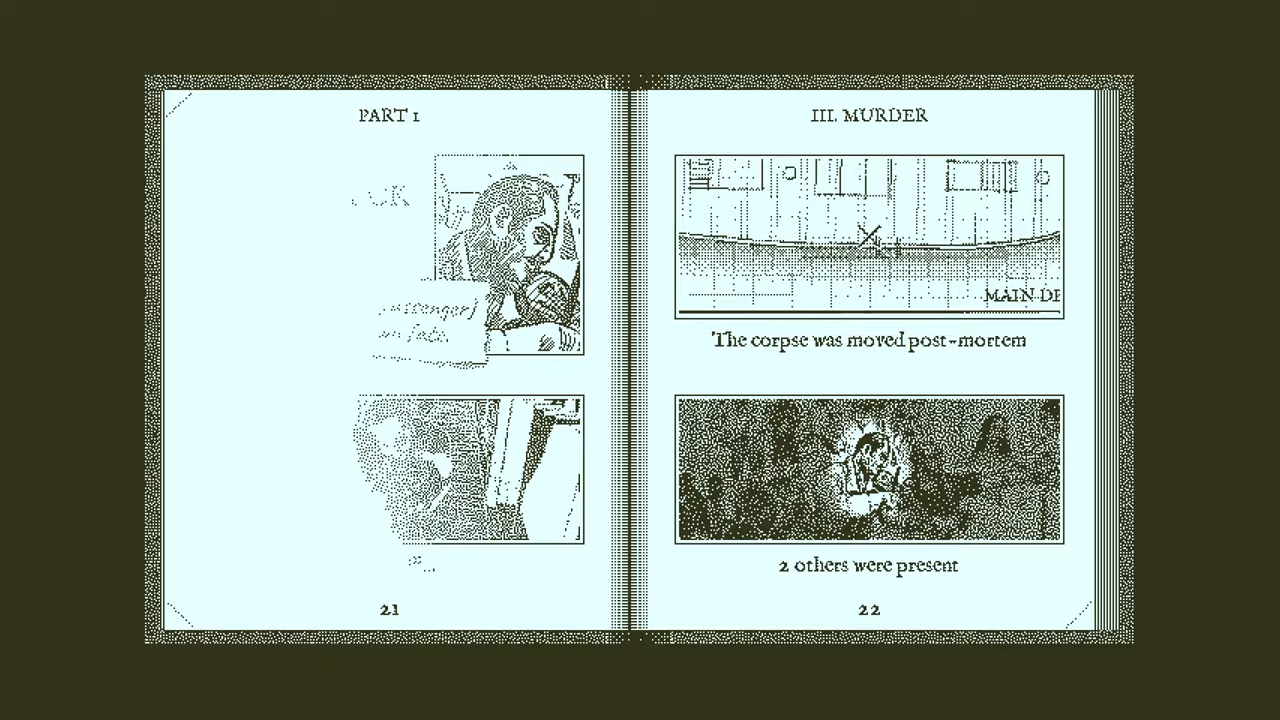 PART 1
21
III. MURDER
MAIN DE
The corpse was moved post-mortem
2 others were present
22